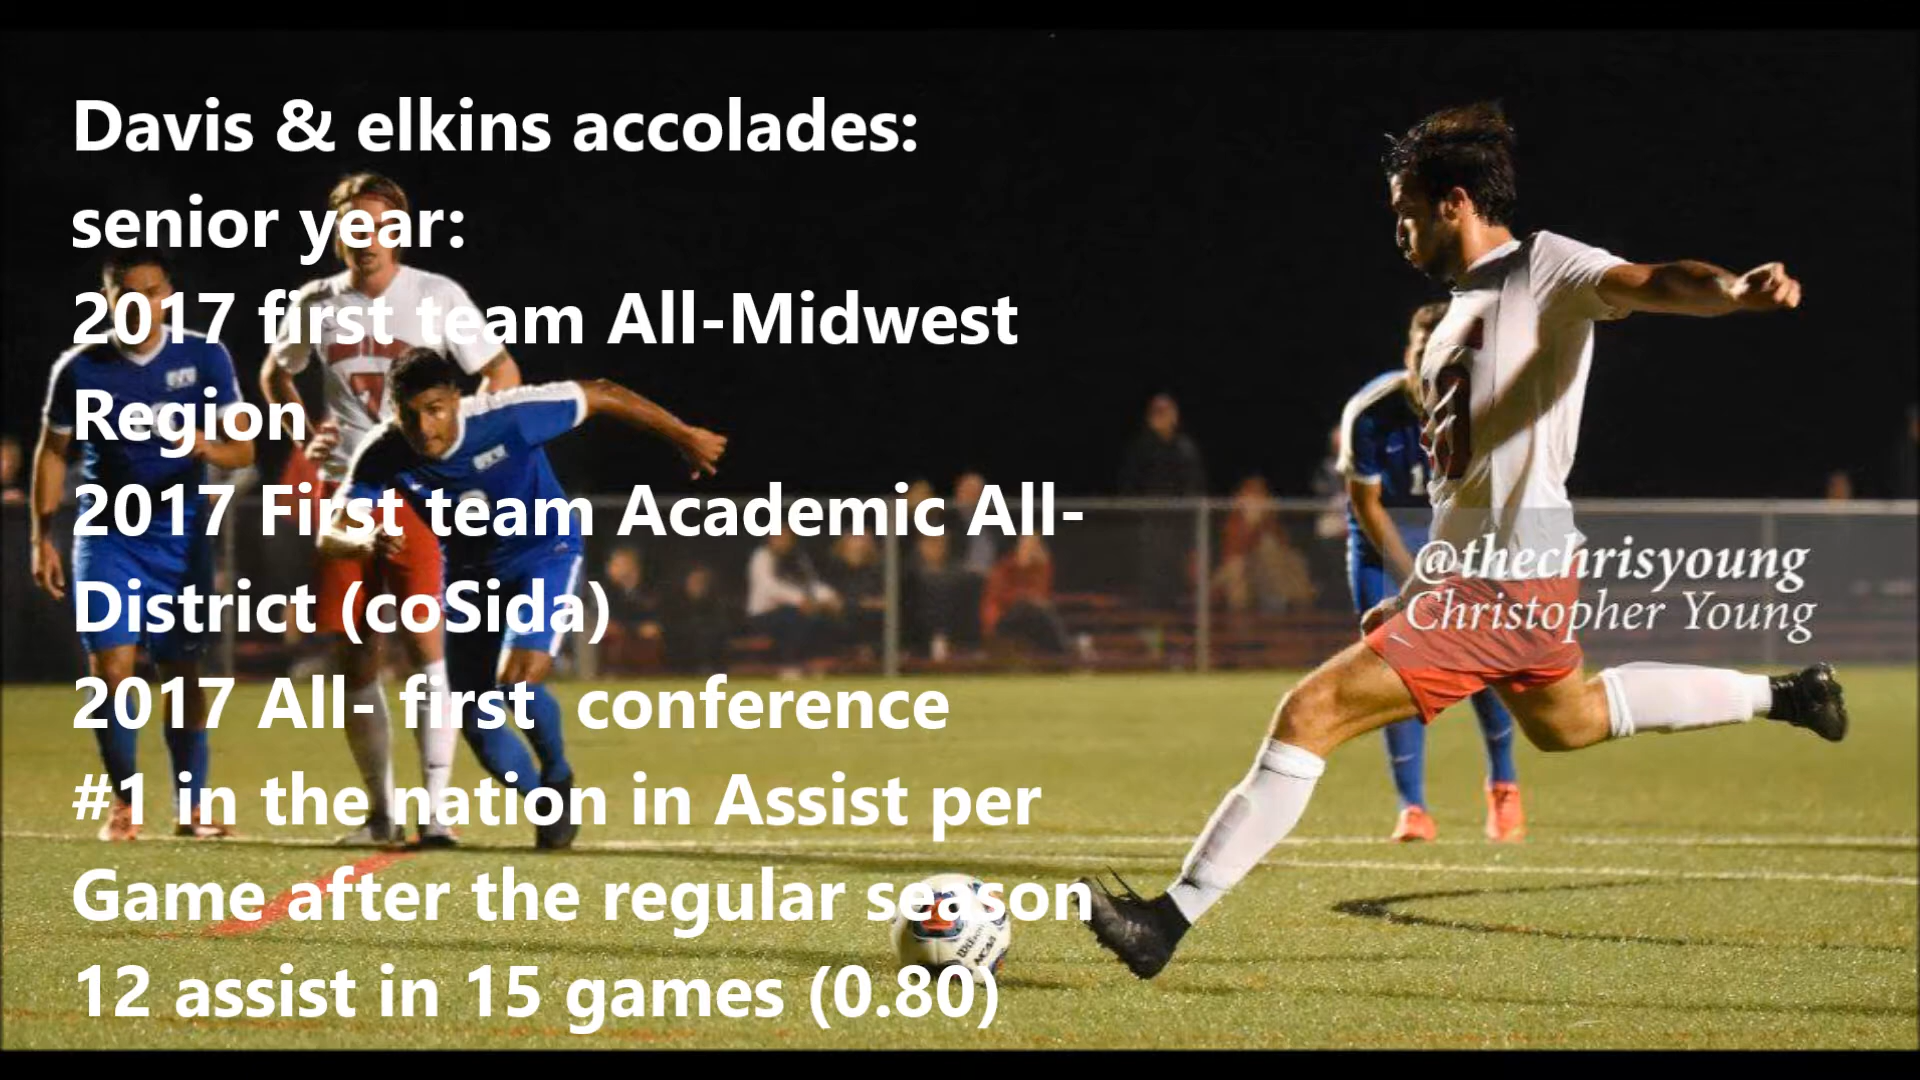 Davis & elkins accolades:
senior year:
2017 first team All-Midwest
Region
2017 First team Academic All-
District (coSida)
2017 All- first  conference
#1 in the nation in Assist per
Game after the regular season
12 assist in 15 games (0.80)
@thechrisyoung
Christopher Young
Wilson
NCAA